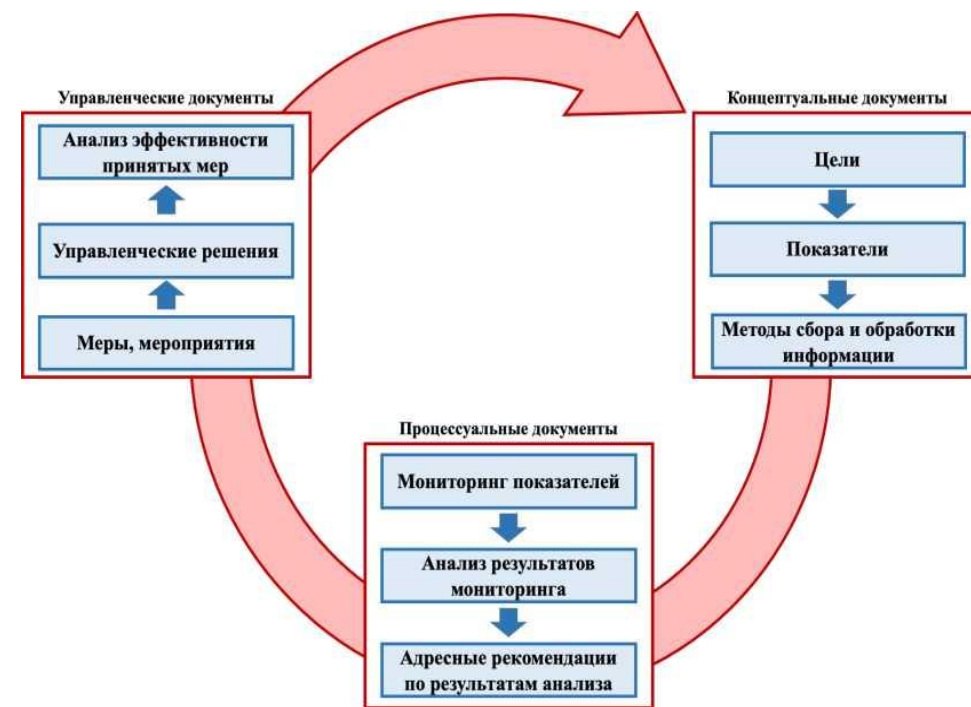 Управленческие документы
Анализ эффективности
принятых мер
Управленческие решения
Меры, мероприятия
Концептуальные документы
Цели
Показатели
Методы сбора и обработки
информации
Процессуальные документы
Мониторинг показателей
Анализ результатов
мониторинга
Адресные рекомендации
по результатам анализа